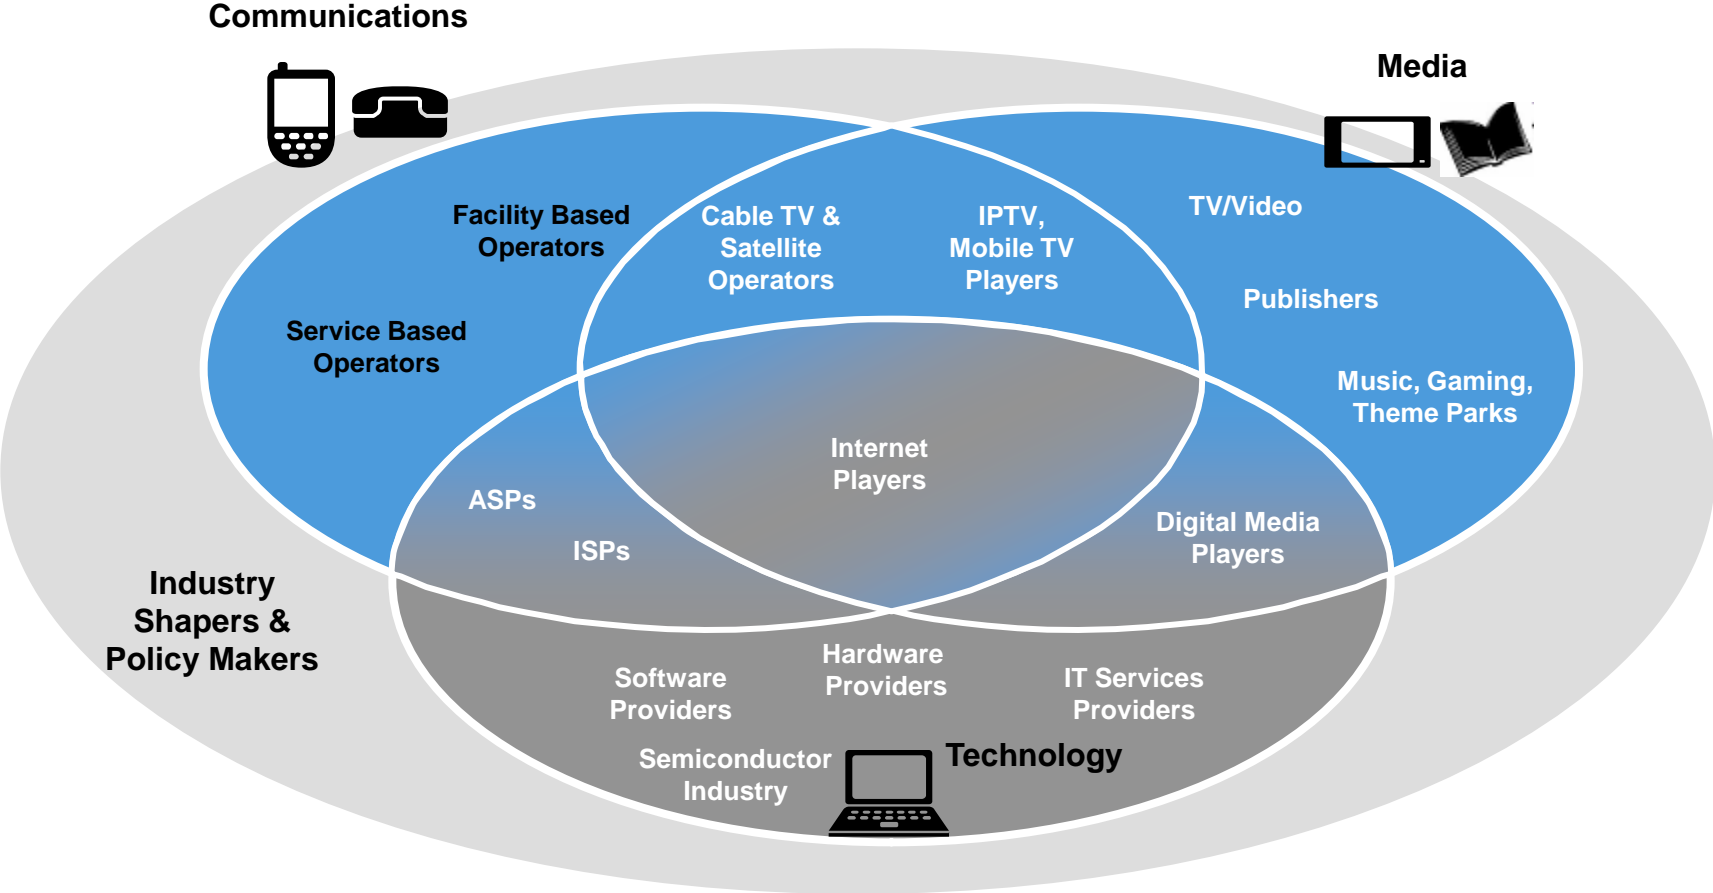 Communications
Media
Facility Based
Operators
Cable TV &
Satellite
Operators
IPTV,
Mobile TV
Players
TV/Video
Publishers
Service Based
Operators
Music, Gaming,
Theme Parks
Internet
Players
ASPs
ISPs
Digital Media
Players
Industry
Shapers &
Policy Makers
Software
Providers
Hardware
Providers
IT Services
Providers
Semiconductor
Industry
Technology